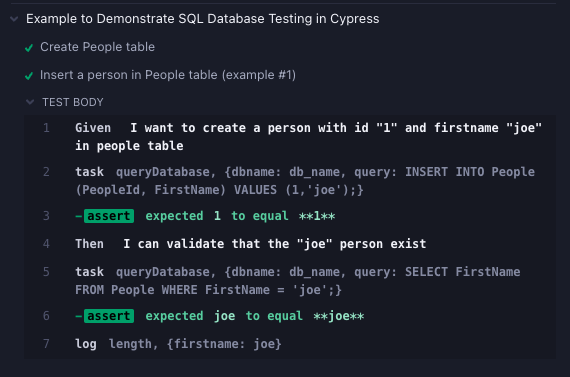 Example to Demonstrate SQL Database Testing in Cypress
Create People table
Insert a person in People table (example #1)
TEST BODY
1 Given I want to create a person with id "1" and firstname "joe"
in people table
2 task queryDatabase, {dbname: db_name, query: INSERT INTO People
(PeopleId, FirstName) VALUES (1,'joe');}
3 -assert expected 1 to equal **1**
4 Then I can validate that the "joe" person exist
5 task queryDatabase, {dbname: db_name, query: SELECT FirstName
FROM People WHERE FirstName = 'joe';}
6 -assert expected joe to equal **joe**
7 log length, {firstname: joe}